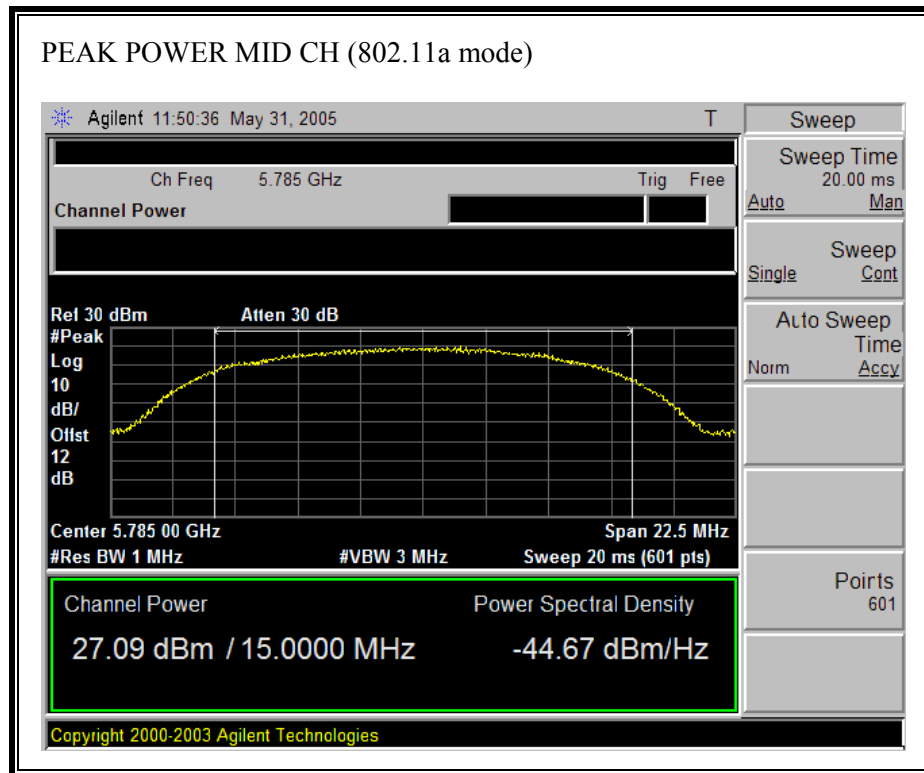 PEAK POWER MID CH (802.11a mode)
Agilent 11:50:36 May 31, 2005 T
Ch Freq 5.785 GHz Trig Free
Channel Power
Ref 30 dBm Atten 30 dB
#Peak
Log
10
dB/
Offst
12
dB
Center 5.785 00 GHz Span 22.5 MHz
#Res BW 1 MHz #VBW 3 MHz Sweep 20 ms (601 pts)
Channel Power Power Spectral Density
27.09 dBm / 15.0000 MHz -44.67 dBm/Hz
Copyright 2000-2003 Agilent Technologies
Sweep
Sweep Time
20.00 ms
Auto Man
Sweep
Single Cont
Auto Sweep
Time
Norm Accy
Points
601